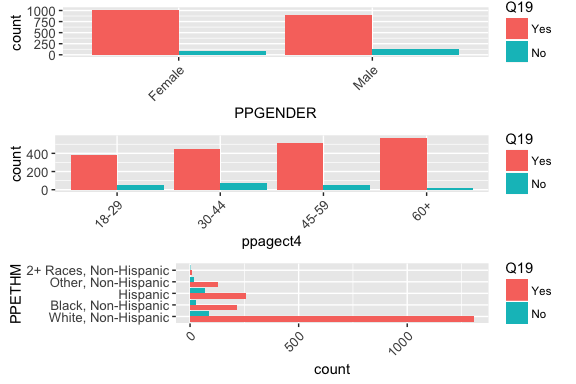 count
1000
750
500
250
0
Female
Male
PPGENDER
Q19
Yes
No
count
400
200
0
18-29
30-44
45-59
60+
ppagect4
Q19
Yes
No
PPETHM
2+ Races, Non-Hispanic
Other, Non-Hispanic
Hispanic
Black, Non-Hispanic
White, Non-Hispanic
0
500
1000
count
Q19
Yes
No